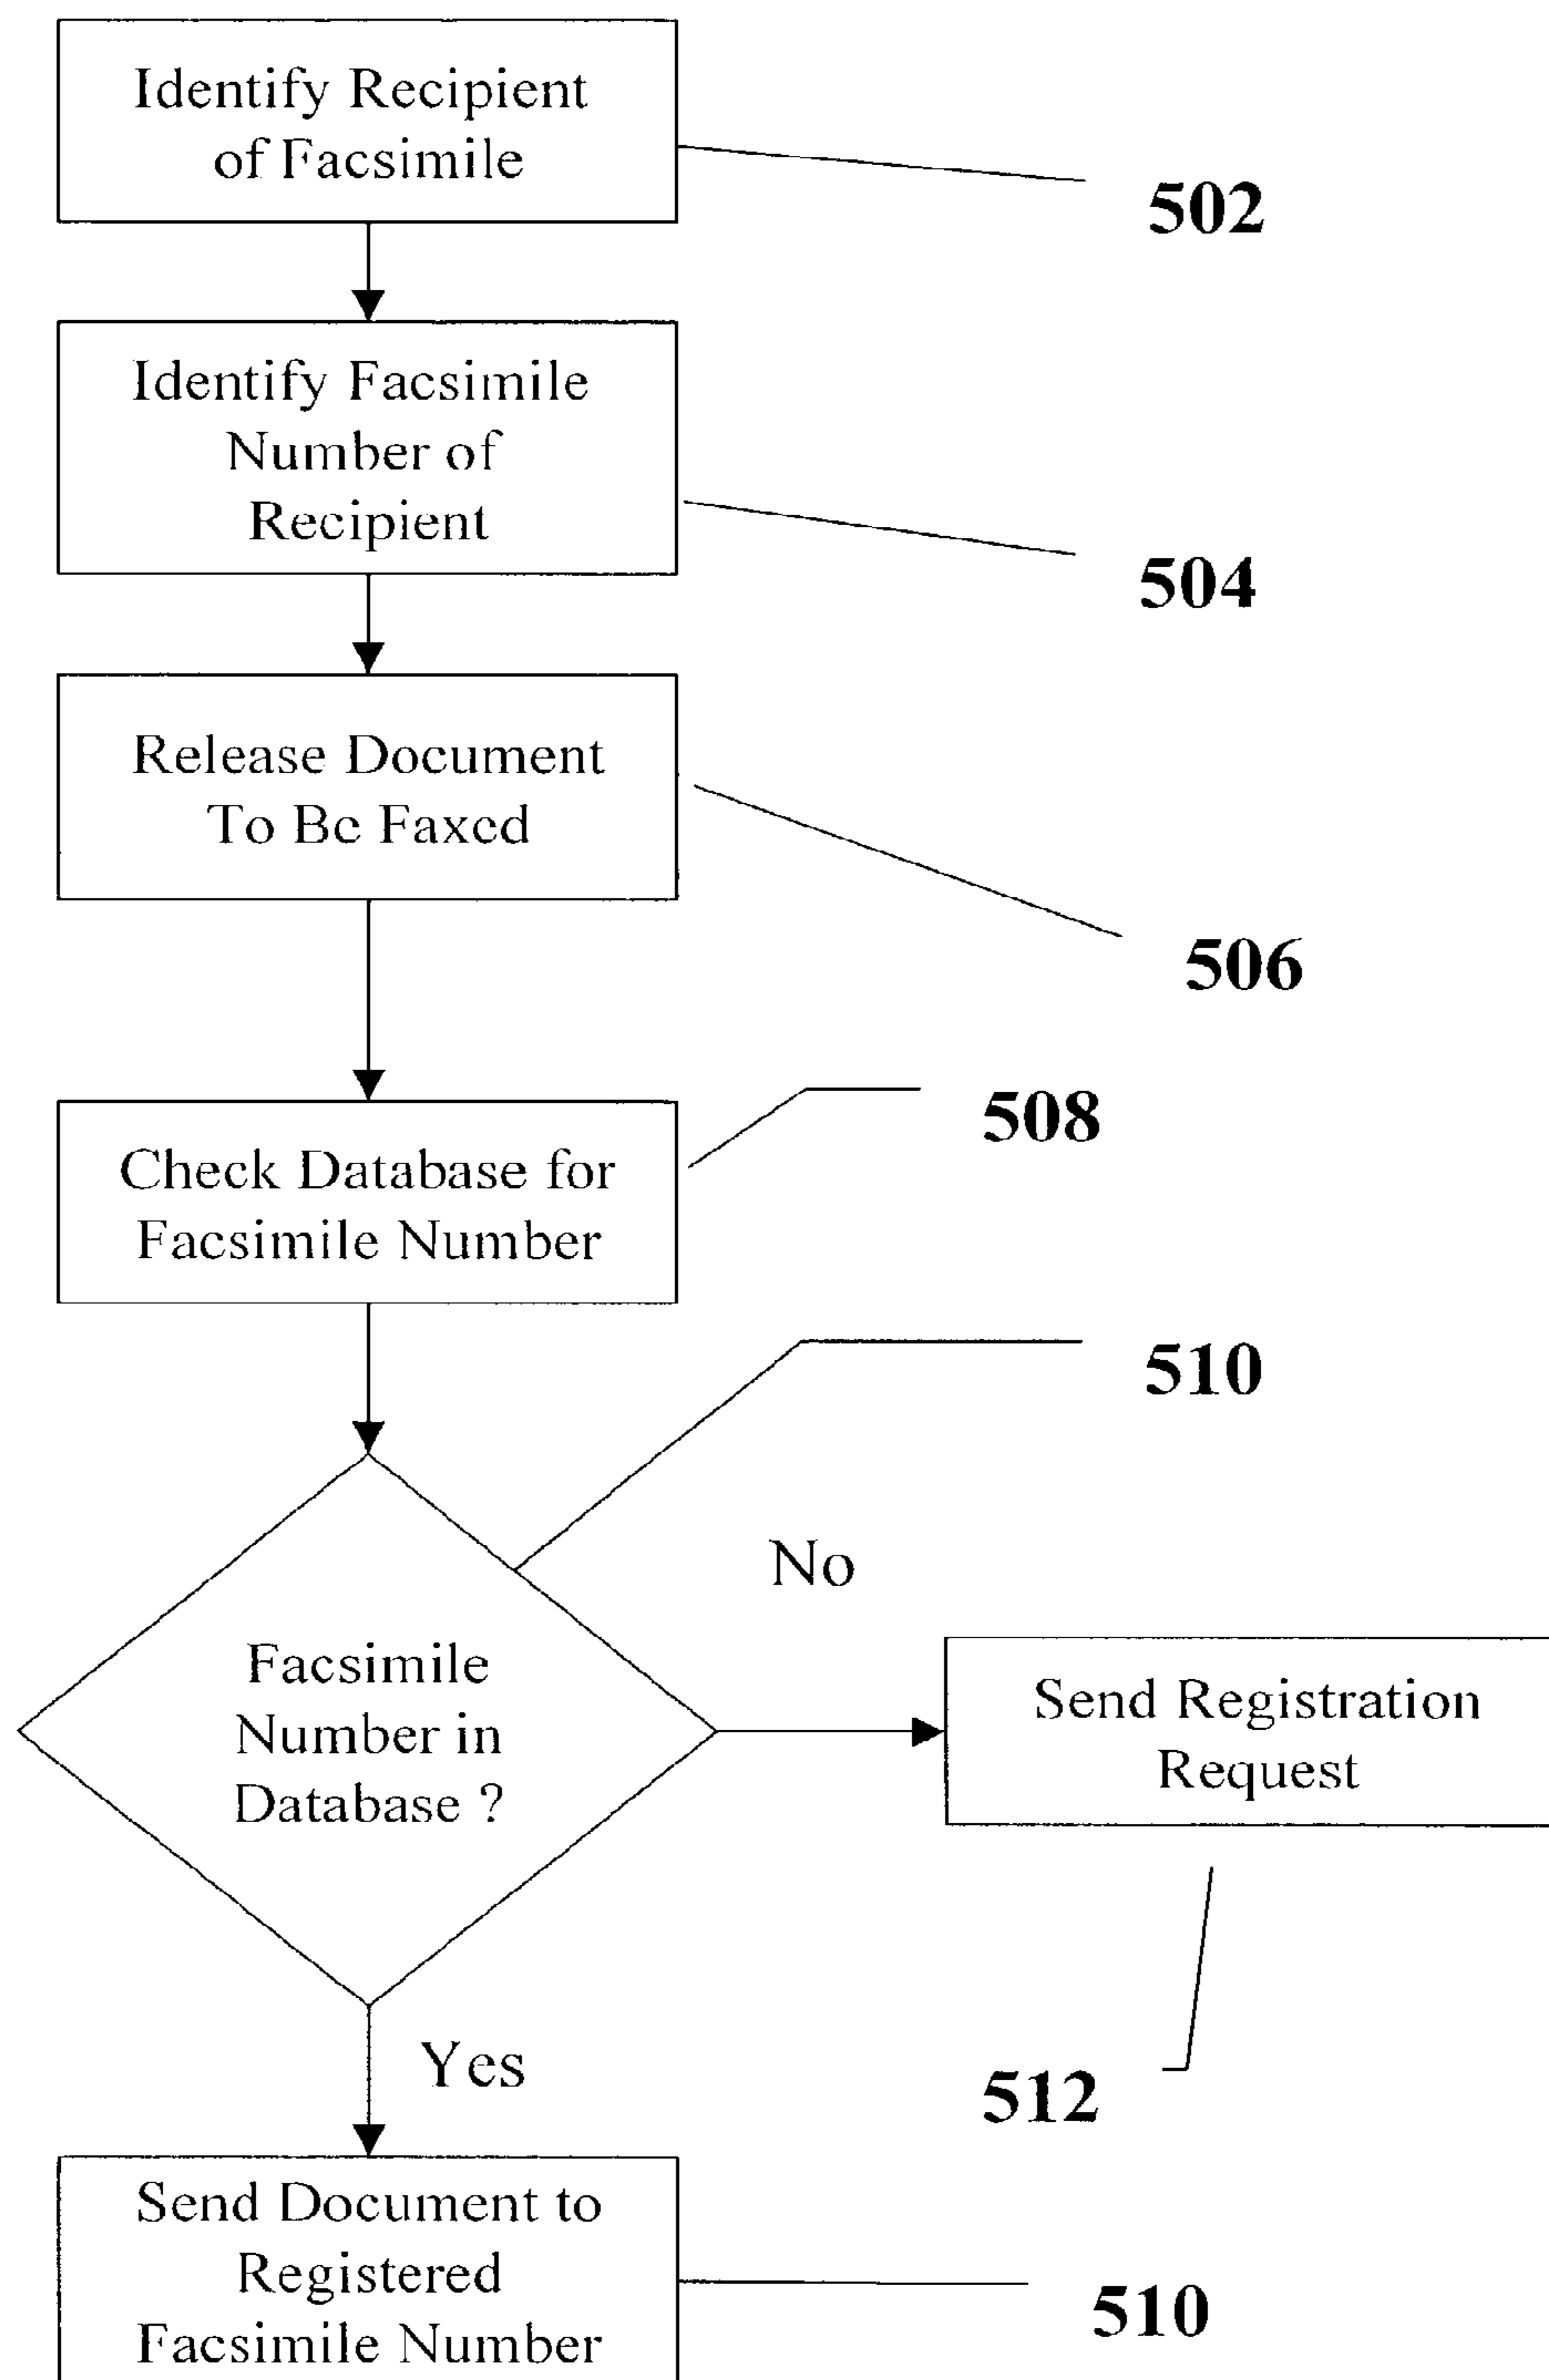 Identify Recipient
of Facsimile
502
Identify Facsimile
Number of
Recipient
504
Release Document
To Be Faxed
506
508
Check Database for
Facsimile Number
510
No
Facsimile
Number in
Database ?
Send Registration
Request
512
Yes
Send Document to
Registered
Facsimile Number
510